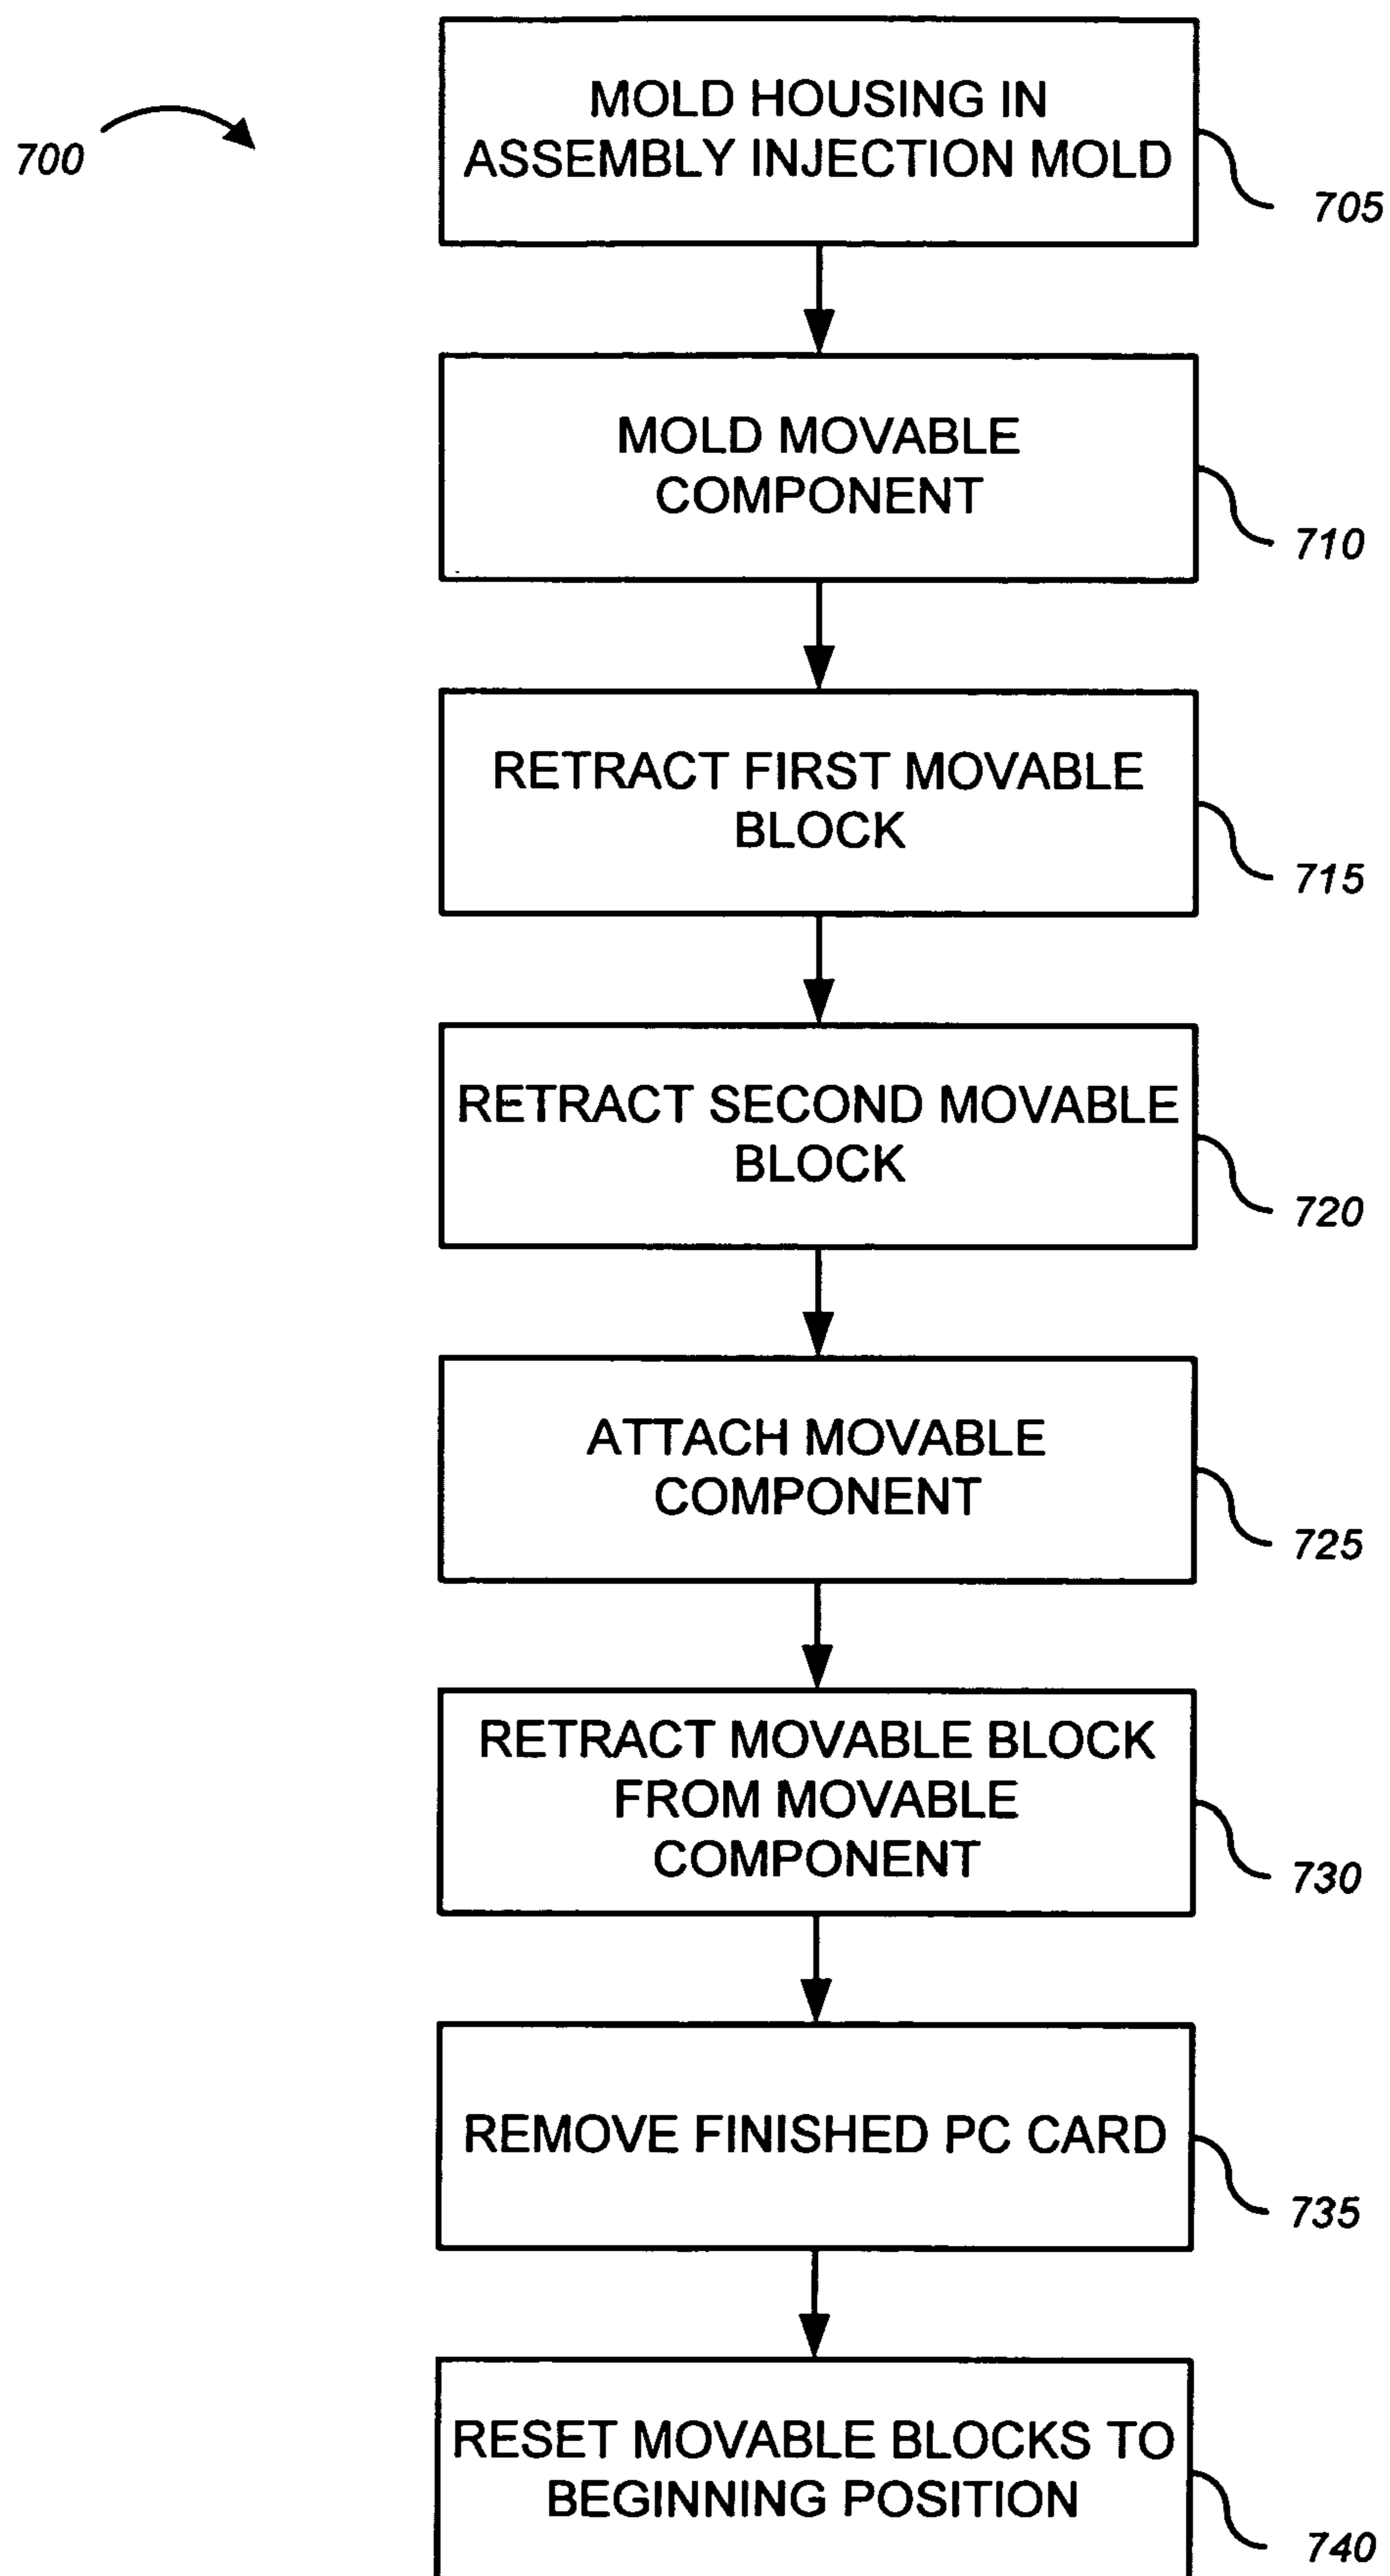 700
MOLD HOUSING IN
ASSEMBLY INJECTION MOLD
705
MOLD MOVABLE
COMPONENT
710
RETRACT FIRST MOVABLE
BLOCK
715
RETRACT SECOND MOVABLE
BLOCK
720
ATTACH MOVABLE
COMPONENT
725
RETRACT MOVABLE BLOCK
FROM MOVABLE
COMPONENT
730
REMOVE FINISHED PC CARD
735
RESET MOVABLE BLOCKS TO
BEGINNING POSITION
740